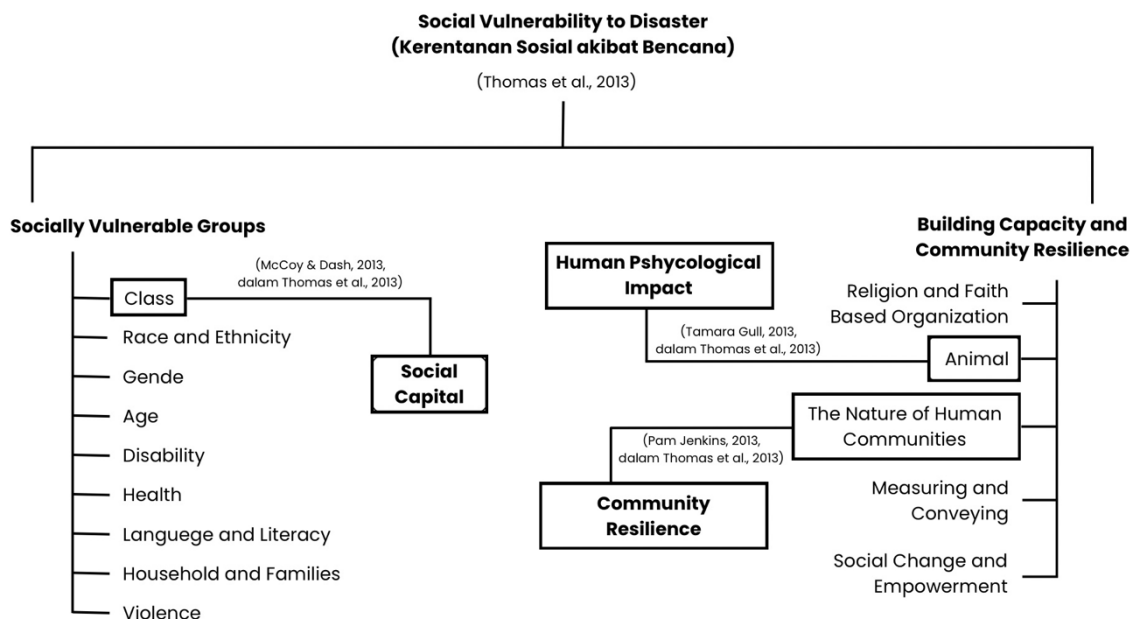 Social Vulnerability to Disaster
(Kerentanan Sosial akibat Bencana)
(Thomas et al., 2013)
Socially Vulnerable Groups
(McCoy & Dash, 2013,
dalam Thomas et al., 2013)
Class
Race and Ethnicity
Gende
Age
Disability
Health
Languege and Literacy
Household and Families
Violence
Social
Capital
Building Capacity and
Community Resilience
Human Pshycological
Impact
Religion and Faith
Based Organization
(Tamara Gull, 2013,
dalam Thomas et al., 2013)
Animal
The Nature of Human
Communities
(Pam Jenkins, 2013,
dalam Thomas et al., 2013)
Community
Resilience
Measuring and
Conveying
Social Change and
Empowerment